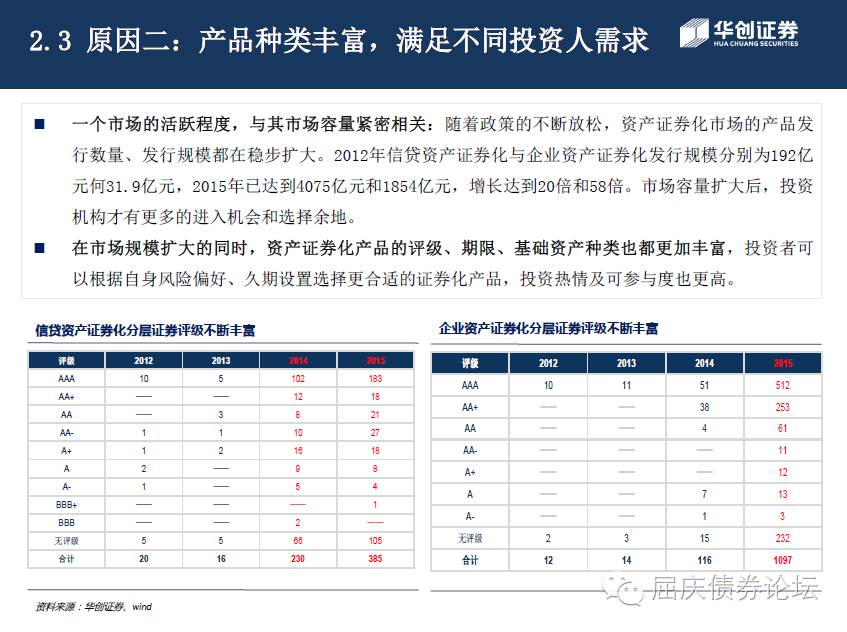 2.3 原因二：产品种类丰富，满足不同投资人需求
华创证券
HUA CHUANG SECURITIES
■ 一个市场的活跃程度，与其市场容量紧密相关：随着政策的不断放松，资产证券化市场的产品发
行数量、发行规模都在稳步扩大。2012年信贷资产证券化与企业资产证券化发行规模分别为192亿
元何31.9亿元，2015年已达到4075亿元和1854亿元，增长达到20倍和58倍。市场容量扩大后，投资
机构才有更多的进入机会和选择余地。
■ 在市场规模扩大的同时，资产证券化产品的评级、期限、基础资产种类也都更加丰富，投资者可
以根据自身风险偏好、久期设置选择更合适的证券化产品，投资热情及可参与度也更高。
信贷资产证券化分层证券评级不断丰富
评级 2012 2013 2014 2015
AAA 10 5 102 183
AA+ —— —— 12 18
AA —— 3 8 21
AA- 1 1 10 27
A+ 1 2 16 18
A 2 —— 9 8
A- 1 —— 5 4
BBB+ —— —— —— 1
BBB —— —— 2 ——
无评级 5 5 66 105
合计 20 16 230 385
企业资产证券化分层证券评级不断丰富
评级 2012 2013 2014 2015
AAA 10 11 51 512
AA+ —— —— 38 253
AA —— —— 4 61
AA- —— —— —— 11
A+ —— —— —— 12
A —— —— 7 13
A- —— —— 1 3
无评级 2 3 15 232
合计 12 14 116 1097
资料来源：华创证券、wind
屈庆债券论坛